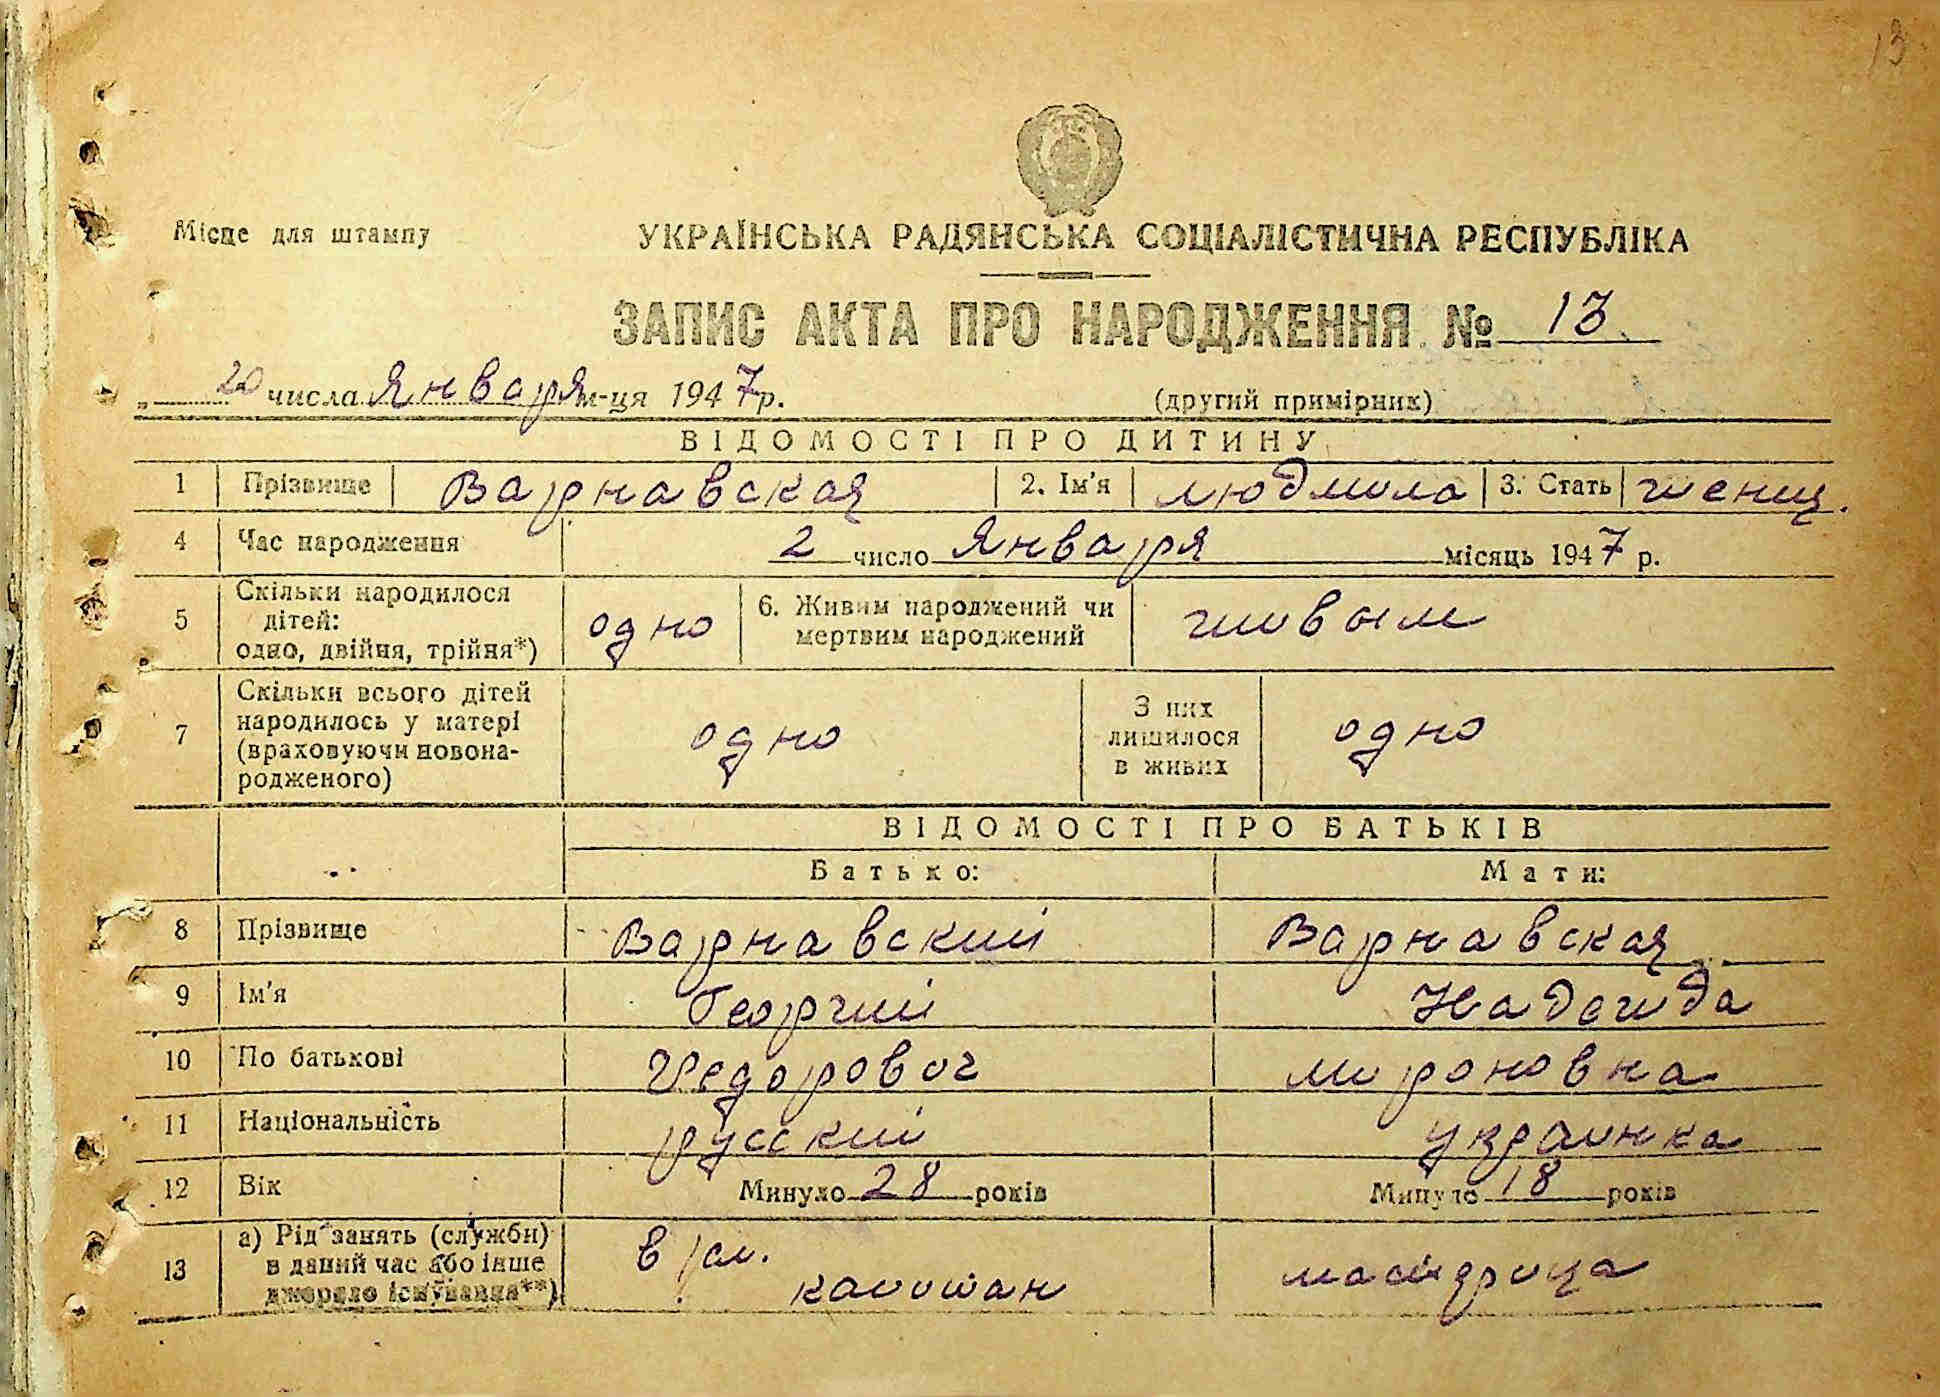 13
Місце для штампу
УКРАЇНСЬКА РАДЯНСЬКА СОЦІАЛІСТИЧНА РЕСПУБЛІКА
ЗАПИС АКТА ПРО НАРОДЖЕННЯ № 13
„ 20 числа Января м-ця 1947 р.
(другий примірник)
ВІДОМОСТІ ПРО ДИТИНУ
1 Прізвище Варнавская 2. Ім'я Людмила 3. Стать женщ.
4 Час народження 2 число Января місяць 1947 р.
5 Скільки народилося дітей: одно, двійня, трійня*) одно 6. Живим народжений чи мертвим народжений живым
7 Скільки всього дітей народилось у матері (враховуючи новонародженого) одно З них лишилося в живих одно
ВІДОМОСТІ ПРО БАТЬКІВ
Батько: Мати:
8 Прізвище Варнавский Варнавская
9 Ім'я Георгий Надежда
10 По батькові Федорович Мироновна
11 Національність русский украинка
12 Вік Минуло 28 років Минуло 18 років
13 а) Рід занять (служби) в даний час або інше джерело існування**) в/сл.
капитан